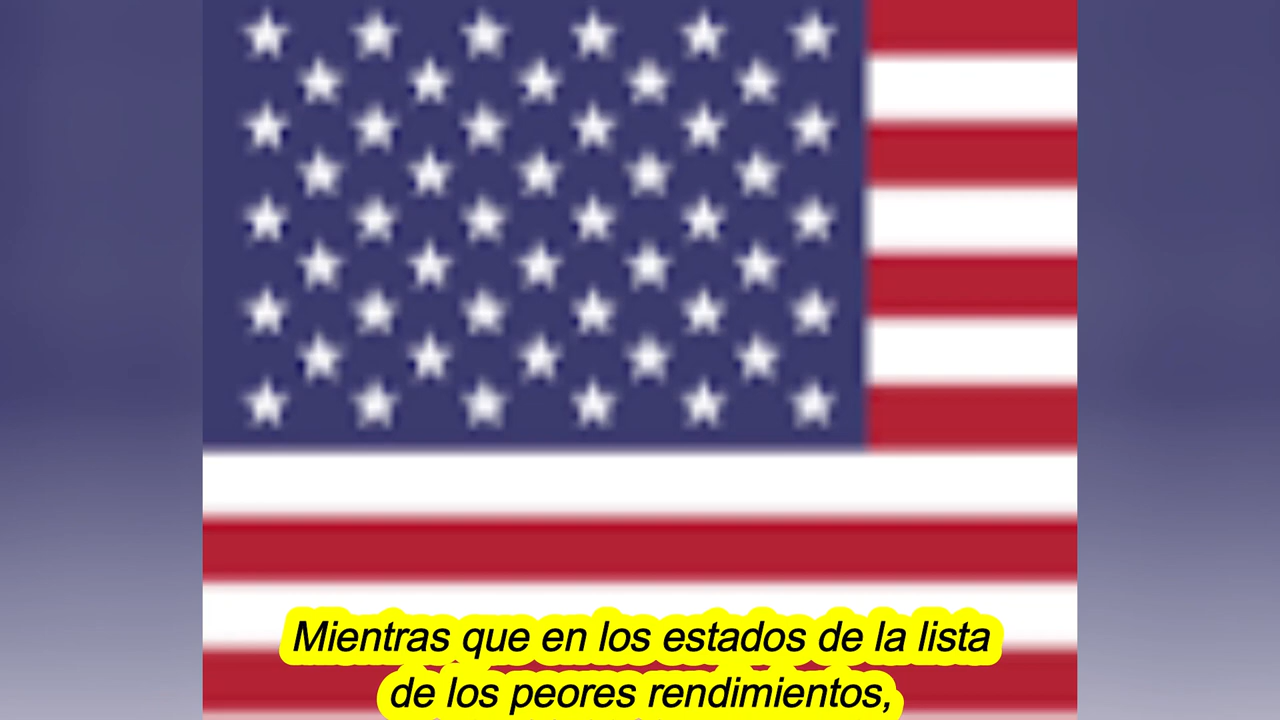 Mientras que en los estados de la lista
de los peores rendimientos,